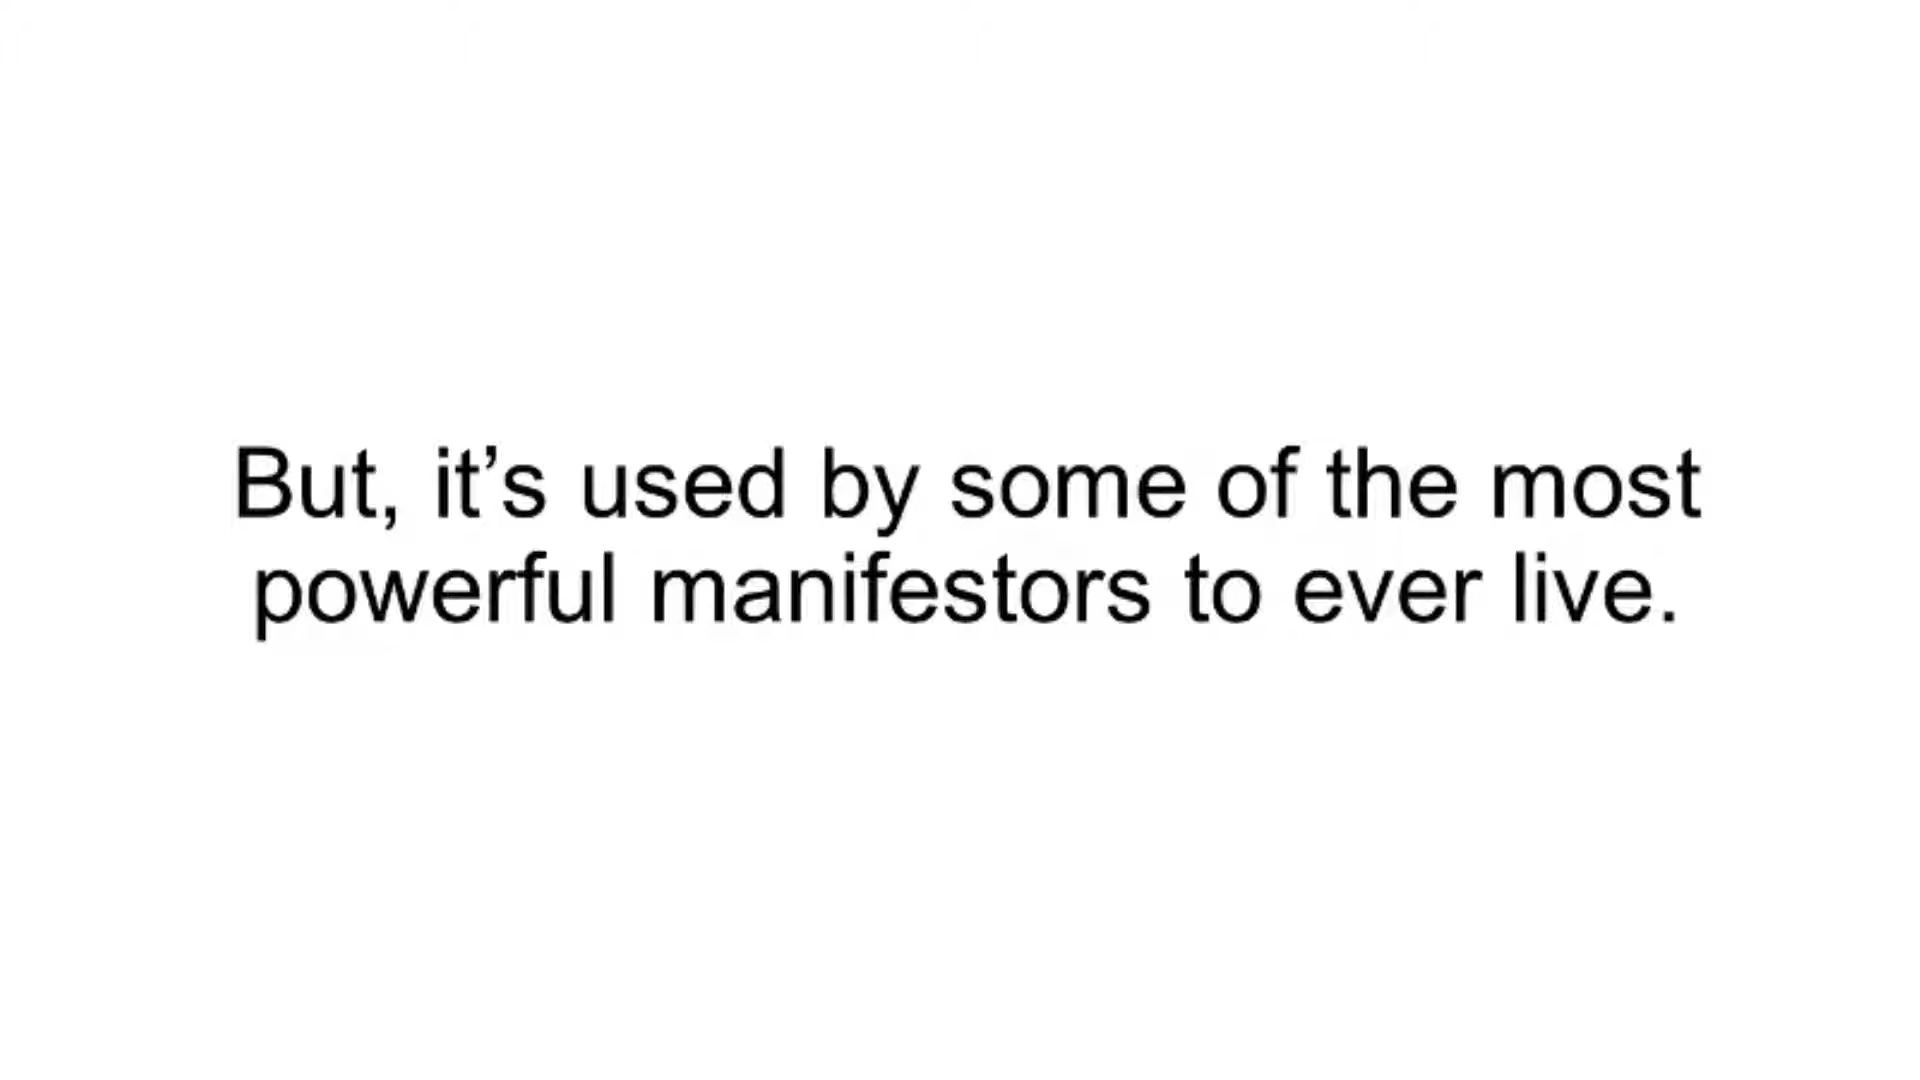 But, it’s used by some of the most
powerful manifestors to ever live.